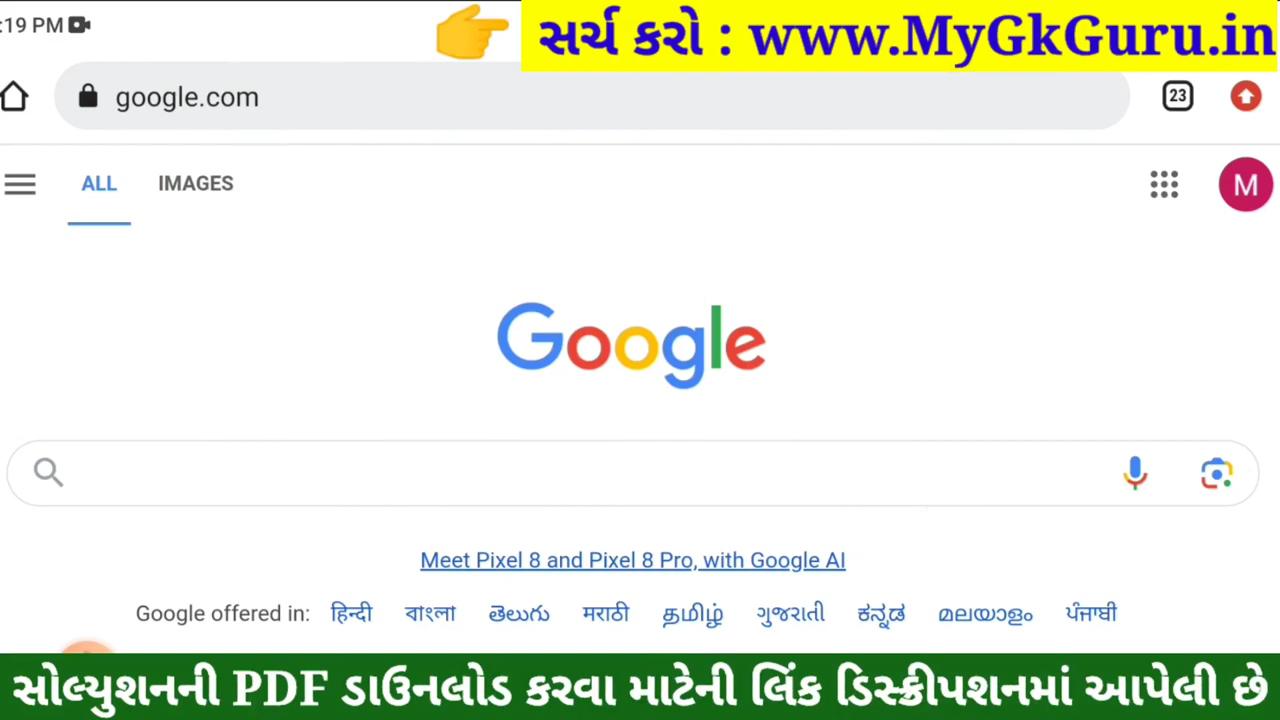 :19 PM
👉 સર્ચ કરો : www.MyGkGuru.in
google.com
23
ALL IMAGES
M
Google
Meet Pixel 8 and Pixel 8 Pro, with Google AI
Google offered in: हिन्दी বাংলা తెలుగు मराठी தமிழ் ગુજરાતી ಕನ್ನಡ മലയാളം ਪੰਜਾਬੀ
સોલ્યુશનની PDF ડાઉનલોડ કરવા માટેની લિંક ડિસ્ક્રીપશનમાં આપેલી છે